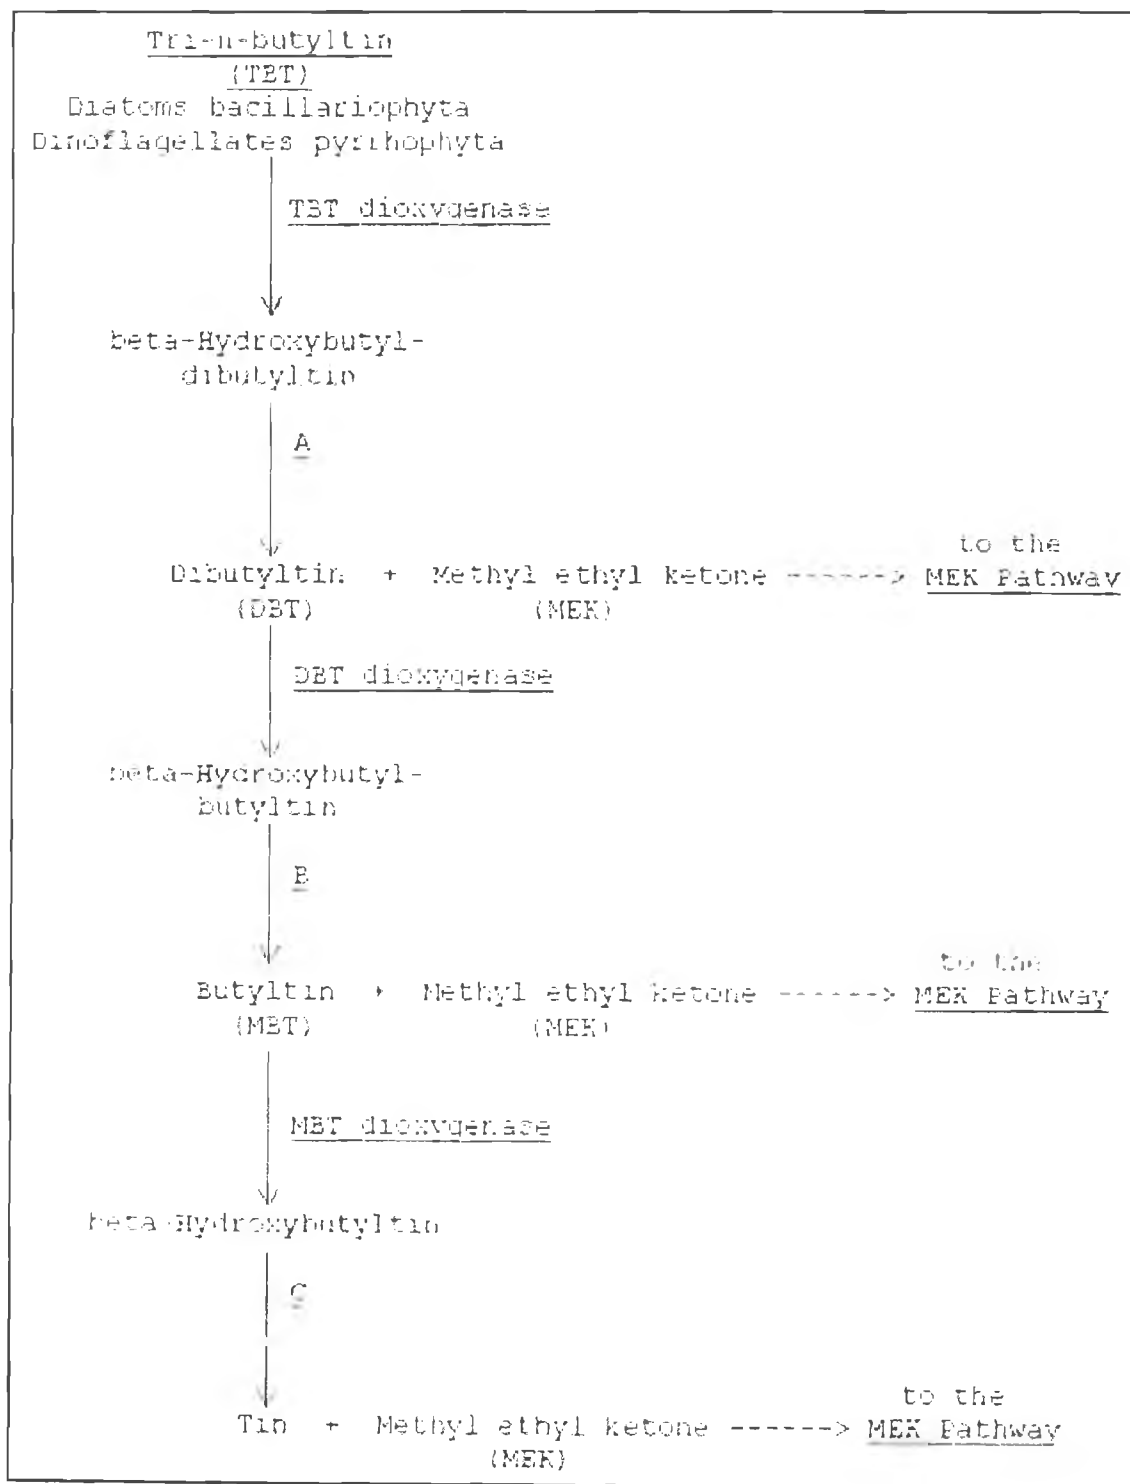 Tri-n-butyltin
(TBT)
Diatoms bacillariophyta
Dinoflagellates pyrrhophyta
TBT dioxygenase
beta-Hydroxybutyl-
dibutyltin
A
to the
Dibutyltin + Methyl ethyl ketone ------> MEK Pathway
(DBT) (MEK)
DBT dioxygenase
beta-Hydroxybutyl-
butyltin
B
to the
Butyltin + Methyl ethyl ketone ------> MEK Pathway
(MBT) (MEK)
MBT dioxygenase
beta-Hydroxybutyltin
C
to the
Tin + Methyl ethyl ketone ------> MEK Pathway
(MEK)